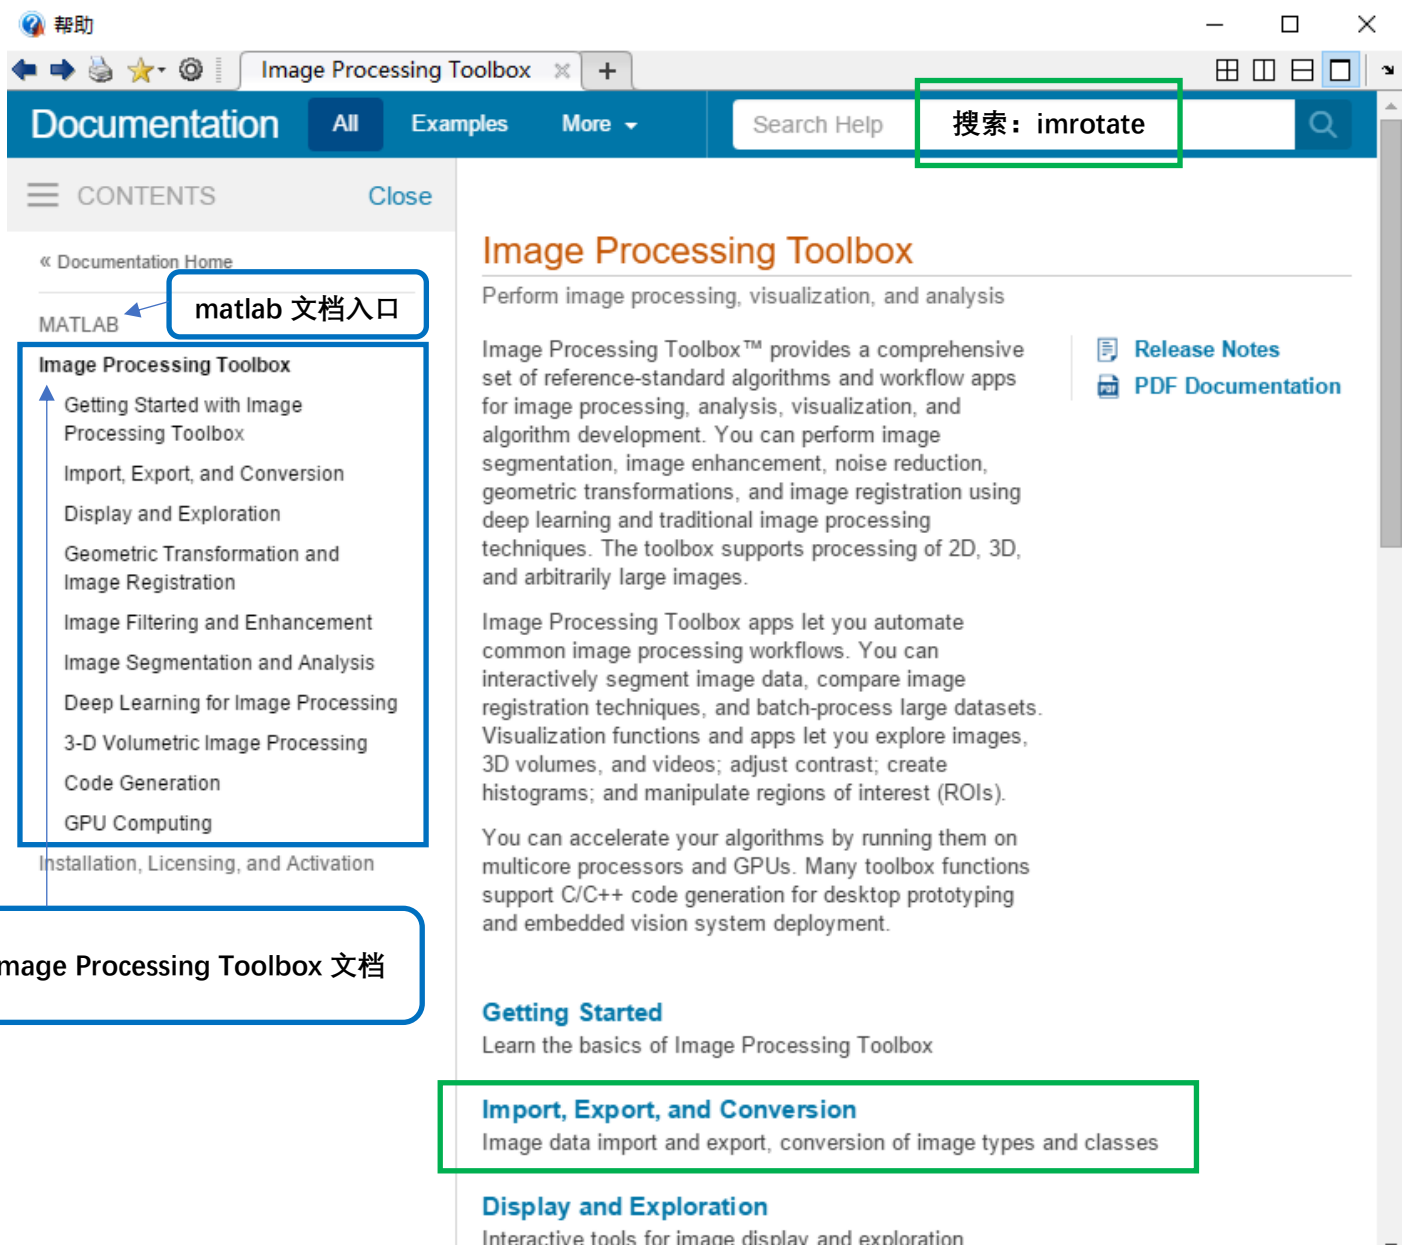 帮助
Image Processing Toolbox
Documentation
All
Examples
More
Search Help
搜索：imrotate
CONTENTS
Close
« Documentation Home
matlab 文档入口
MATLAB
Image Processing Toolbox
Getting Started with Image
Processing Toolbox
Import, Export, and Conversion
Display and Exploration
Geometric Transformation and
Image Registration
Image Filtering and Enhancement
Image Segmentation and Analysis
Deep Learning for Image Processing
3-D Volumetric Image Processing
Code Generation
GPU Computing
Installation, Licensing, and Activation
mage Processing Toolbox 文档
Image Processing Toolbox
Perform image processing, visualization, and analysis
Image Processing Toolbox™ provides a comprehensive
set of reference-standard algorithms and workflow apps
for image processing, analysis, visualization, and
algorithm development. You can perform image
segmentation, image enhancement, noise reduction,
geometric transformations, and image registration using
deep learning and traditional image processing
techniques. The toolbox supports processing of 2D, 3D,
and arbitrarily large images.
Release Notes
PDF Documentation
Image Processing Toolbox apps let you automate
common image processing workflows. You can
interactively segment image data, compare image
registration techniques, and batch-process large datasets.
Visualization functions and apps let you explore images,
3D volumes, and videos; adjust contrast; create
histograms; and manipulate regions of interest (ROIs).
You can accelerate your algorithms by running them on
multicore processors and GPUs. Many toolbox functions
support C/C++ code generation for desktop prototyping
and embedded vision system deployment.
Getting Started
Learn the basics of Image Processing Toolbox
Import, Export, and Conversion
Image data import and export, conversion of image types and classes
Display and Exploration
Interactive tools for image display and exploration